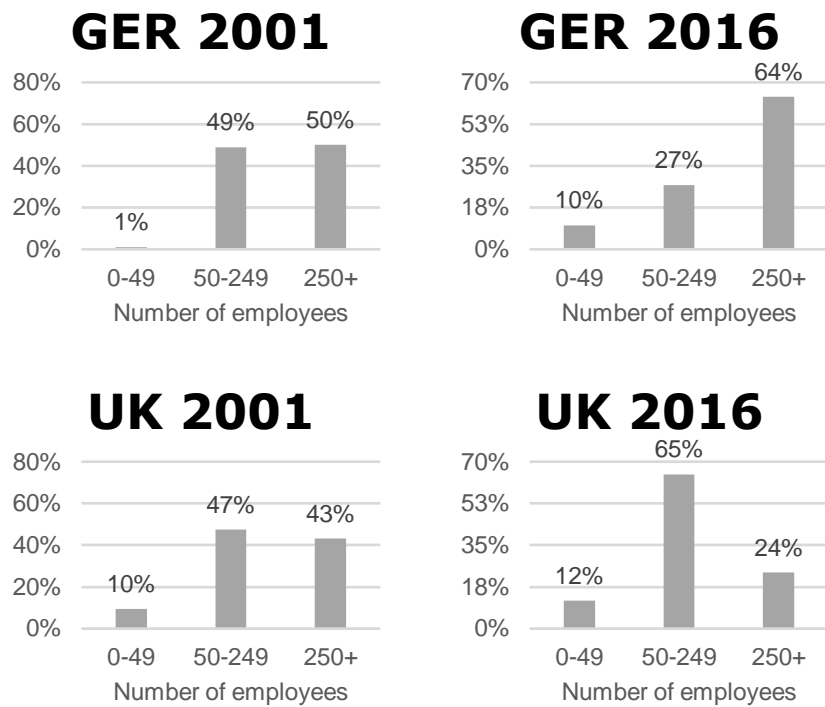 GER 2001
80%
60%
40%
20%
0%
1%
49%
50%
0-49 50-249 250+
Number of employees
GER 2016
70%
53%
35%
18%
0%
10%
27%
64%
0-49 50-249 250+
Number of employees
UK 2001
80%
60%
40%
20%
0%
10%
47%
43%
0-49 50-249 250+
Number of employees
UK 2016
70%
53%
35%
18%
0%
12%
65%
24%
0-49 50-249 250+
Number of employees